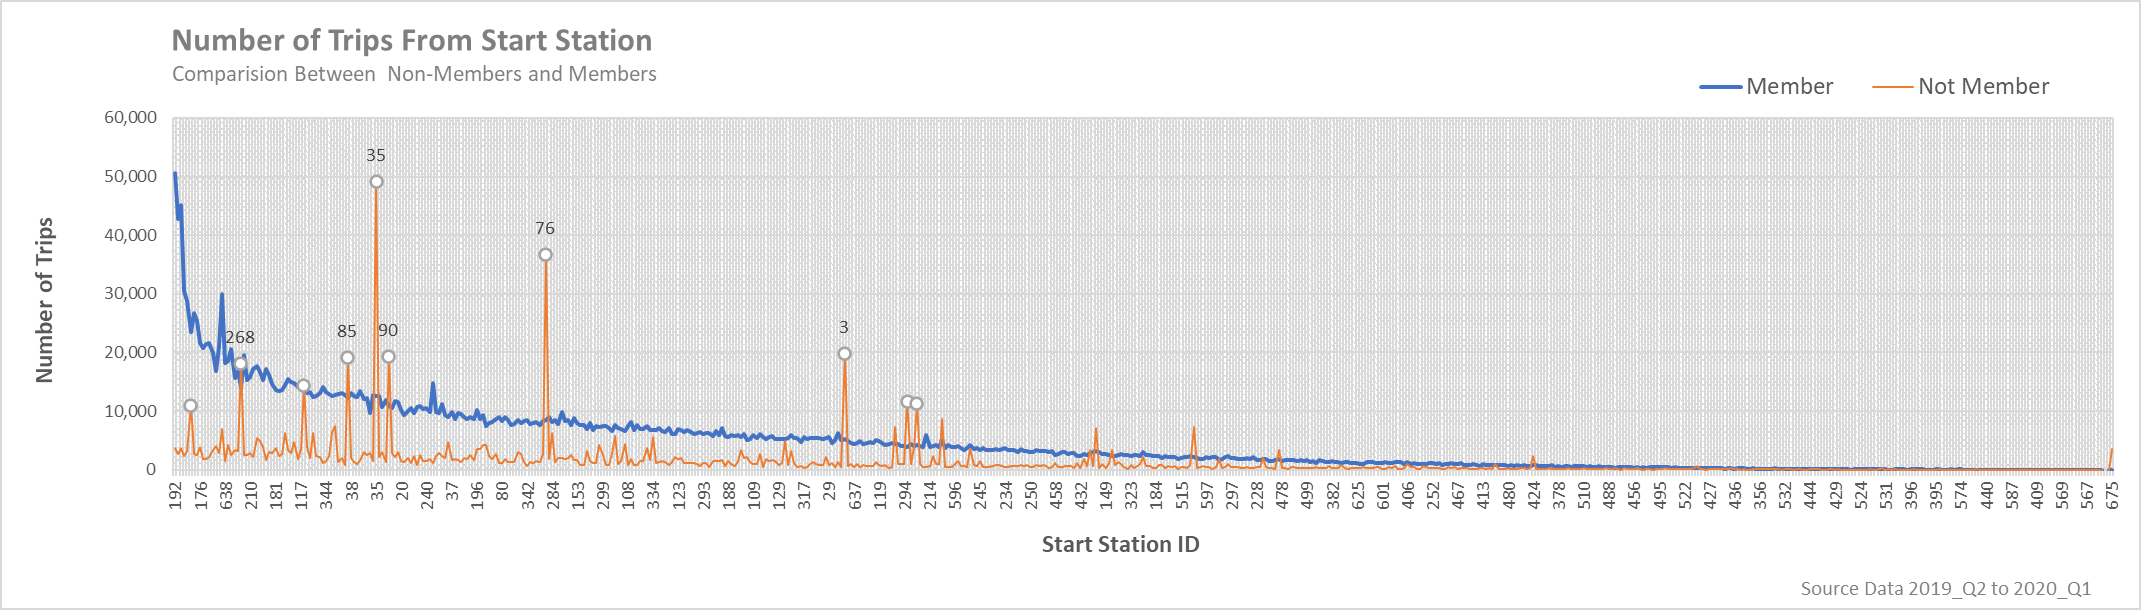 Number of Trips From Start Station
Comparision Between  Non-Members and Members
Member
Not Member
60,000
50,000
40,000
30,000
20,000
10,000
0
Number of Trips
35
76
268
85
90
3
192 176 638 210 181 117 344 38 35 20 240 37 196 80 342 284 153 299 108 334 123 293 188 109 129 317 29 637 119 294 214 596 245 234 250 458 432 149 323 184 515 597 297 228 478 499 382 625 601 406 252 467 413 480 424 378 510 488 456 495 522 427 436 356 532 444 429 524 531 396 395 574 440 587 409 569 567 675
Start Station ID
Source Data 2019_Q2 to 2020_Q1